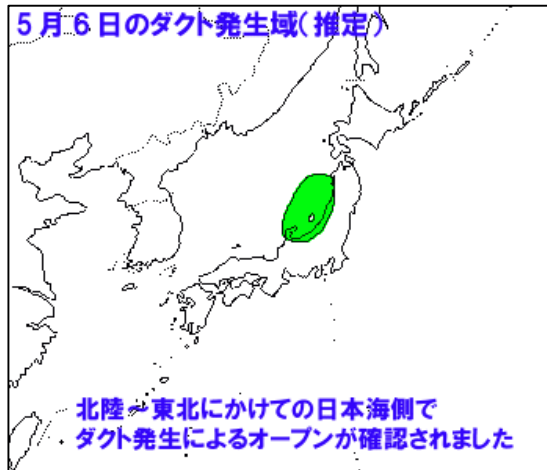 5月6日のダクト発生域(推定)
北陸~東北にかけての日本海側で
ダクト発生によるオープンが確認されました